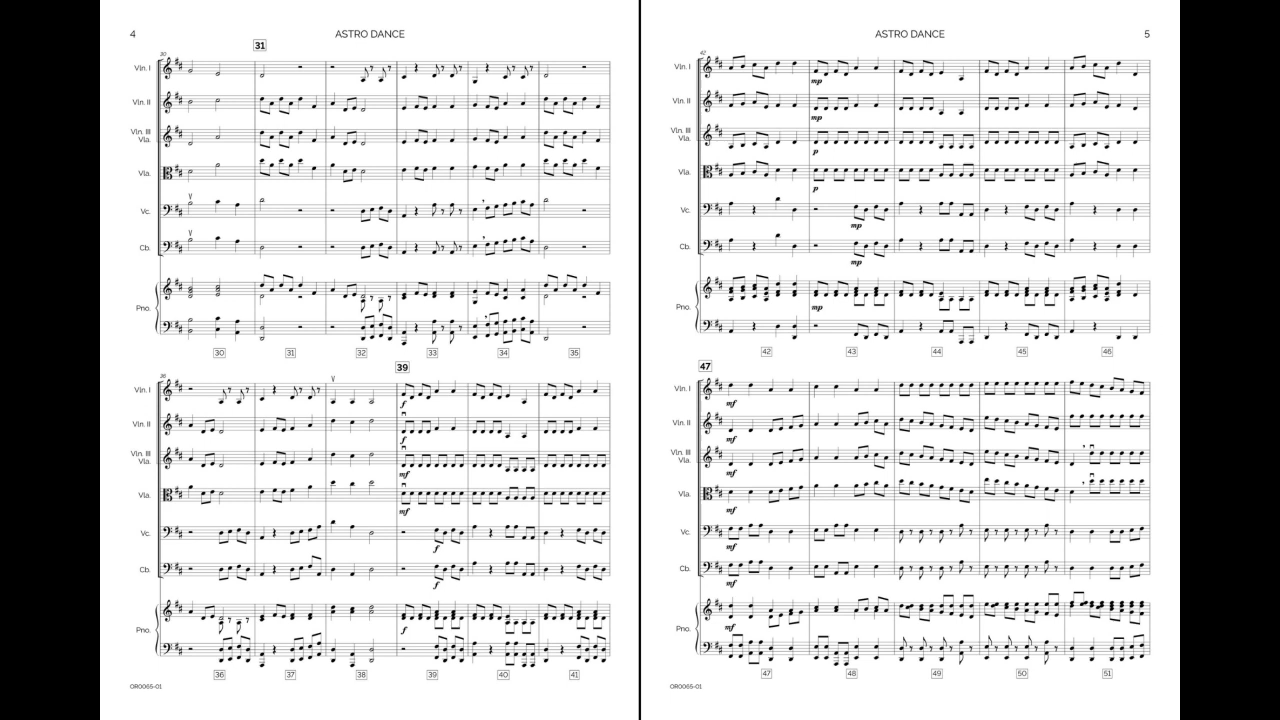 4 ASTRO DANCE
31
30
Vln. I
Vln. II
Vln. III
Vla.
Vla.
Vc.
Cb.
Pno.
30 31 32 33 34 35
39
36
Vln. I
f
Vln. II
f
Vln. III
Vla.
mf
Vla.
mf
Vc.
f
Cb.
f
Pno.
f
36 37 38 39 40 41
OR0065-01
ASTRO DANCE 5
42
Vln. I
mp
Vln. II
mp
Vln. III
Vla.
p
Vla.
p
Vc.
mp
Cb.
mp
Pno.
mp
42 43 44 45 46
47
Vln. I
mf
Vln. II
mf
Vln. III
Vla.
mf
Vla.
mf
Vc.
mf
Cb.
mf
Pno.
mf
47 48 49 50 51
OR0065-01